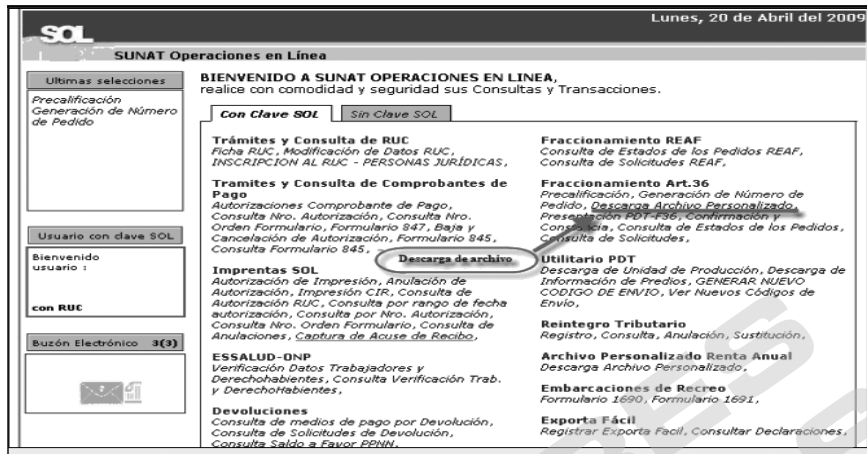 Lunes, 20 de Abril del 2009
SOL
SUNAT Operaciones en Línea
Ultimas selecciones
Precalificación
Generación de Número
de Pedido
Usuario con clave SOL
Bienvenido
usuario :
con RUC
Buzón Electrónico 3(3)
BIENVENIDO A SUNAT OPERACIONES EN LINEA,
realice con comodidad y seguridad sus Consultas y Transacciones.
Con Clave SOL
Sin Clave SOL
Trámites y Consulta de RUC
Ficha RUC, Modificación de Datos RUC,
INSCRIPCION AL RUC - PERSONAS JURÍDICAS,
Tramites y Consulta de Comprobantes de
Pago
Autorizaciones Comprobante de Pago,
Consulta Nro. Autorización, Consulta Nro.
Orden Formulario, Formulario 847, Baja y
Cancelación de Autorización, Formulario 845,
Consulta Formulario 845,
Descarga de archivo
Imprentas SOL
Autorización de Impresión, Anulación de
Autorización, Impresión CIR, Consulta de
Autorización RUC, Consulta por rango de fecha
autorización, Consulta por Nro. Autorización,
Consulta Nro. Orden Formulario, Consulta de
Anulaciones, Captura de Acuse de Recibo,
ESSALUD-ONP
Verificación Datos Trabajadores y
Derechohabientes, Consulta Verificación Trab.
y DerechoHabientes,
Devoluciones
Consulta de medios de pago por Devolución,
Consulta de Solicitudes de Devolución,
Consulta Saldo a Favor PPNN.
Fraccionamiento REAF
Consulta de Estados de los Pedidos REAF,
Consulta de Solicitudes REAF,
Fraccionamiento Art.36
Precalificación, Generación de Número de
Pedido, Descarga Archivo Personalizado,
Presentación PDT-F36, Confirmación y
Constancia, Consulta de Estados de los Pedidos,
Consulta de Solicitudes,
Utilitario PDT
Descarga de Unidad de Producción, Descarga de
Información de Predios, GENERAR NUEVO
CODIGO DE ENVIO, Ver Nuevos Códigos de
Envío,
Reintegro Tributario
Registro, Consulta, Anulación, Sustitución,
Archivo Personalizado Renta Anual
Descarga Archivo Personalizado,
Embarcaciones de Recreo
Formulario 1690, Formulario 1691,
Exporta Fácil
Registrar Exporta Facil, Consultar Declaraciones,